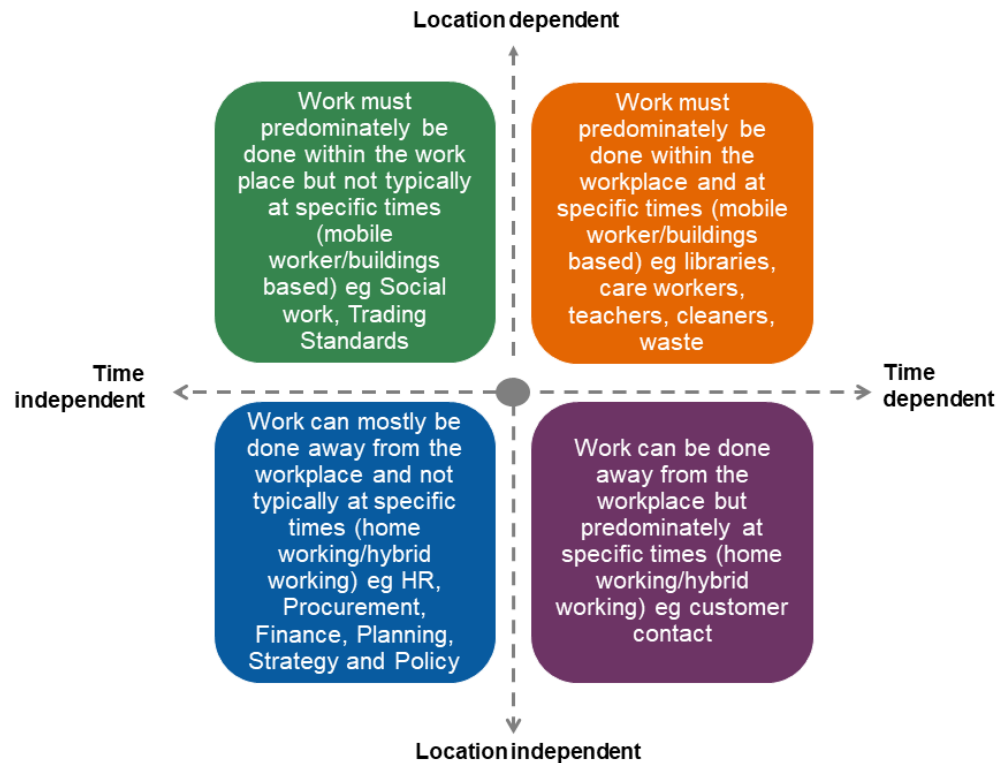 Location dependent
Work must
predominately be
done within the work
place but not typically
at specific times
(mobile
worker/buildings
based) eg Social
work, Trading
Standards
Work must
predominately be
done within the
workplace and at
specific times (mobile
worker/buildings
based) eg libraries,
care workers,
teachers, cleaners,
waste
Time
independent
Time
dependent
Work can mostly be
done away from the
workplace and not
typically at specific
times (home
working/hybrid
working) eg HR,
Procurement,
Finance, Planning,
Strategy and Policy
Work can be done
away from the
workplace but
predominately at
specific times (home
working/hybrid
working) eg customer
contact
Location independent